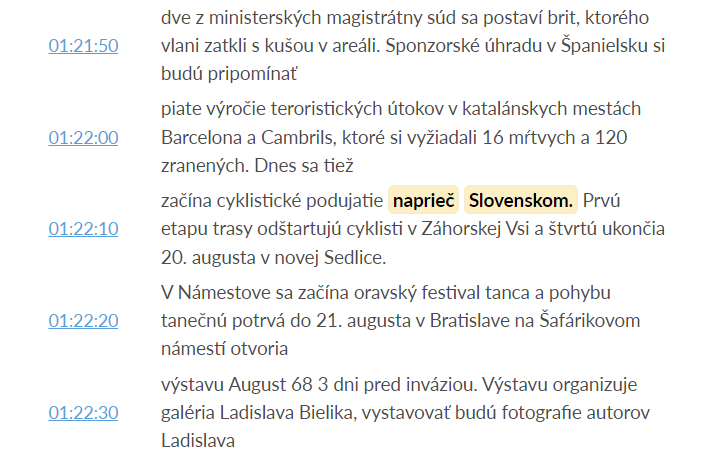 dve z ministerských magistrátny súd sa postaví brit, ktorého
01:21:50
vlani zatkli s kušou v areáli. Sponzorské úhradu v Španielsku si
budú pripomínať
piate výročie teroristických útokov v katalánskych mestách
01:22:00
Barcelona a Cambrils, ktoré si vyžiadali 16 mŕtvych a 120
zranených. Dnes sa tiež
začína cyklistické podujatie naprieč Slovenskom. Prvú
01:22:10
etapu trasy odštartujú cyklisti v Záhorskej Vsi a štvrtú ukončia
20. augusta v novej Sedlice.
V Námestove sa začína oravský festival tanca a pohybu
01:22:20
tanečnú potrvá do 21. augusta v Bratislave na Šafárikovom
námestí otvoria
výstavu August 68 3 dni pred inváziou. Výstavu organizuje
01:22:30
galéria Ladislava Bielika, vystavovať budú fotografie autorov
Ladislava